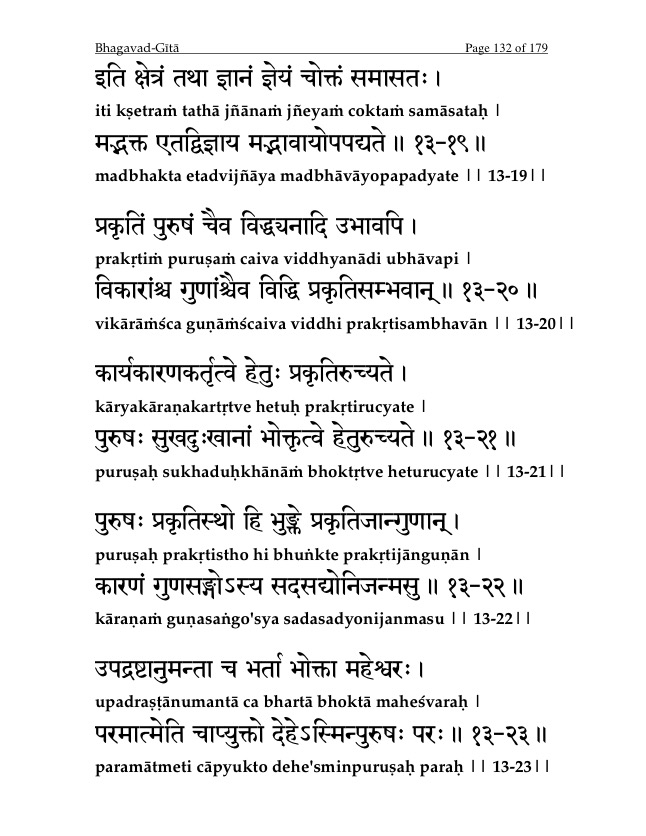 Bhagavad-Gītā Page 132 of 179
इति क्षेत्रं तथा ज्ञानं ज्ञेयं चोक्तं समासतः ।
iti kṣetraṁ tathā jñānaṁ jñeyaṁ coktaṁ samāsataḥ |
मद्भक्त एतद्विज्ञाय मद्भावायोपपद्यते ॥ १३-१९॥
madbhakta etadvijñāya madbhāvāyopapadyate || 13-19||
प्रकृतिं पुरुषं चैव विद्ध्यनादि उभावपि ।
prakṛtiṁ puruṣaṁ caiva viddhyanādi ubhāvapi |
विकारांश्च गुणांश्चैव विद्धि प्रकृतिसम्भवान् ॥ १३-२०॥
vikārāṁśca guṇāṁścaiva viddhi prakṛtisambhavān || 13-20||
कार्यकारणकर्तृत्वे हेतुः प्रकृतिरुच्यते ।
kāryakāraṇakartṛtve hetuḥ prakṛtirucyate |
पुरुषः सुखदुःखानां भोक्तृत्वे हेतुरुच्यते ॥ १३-२१॥
puruṣaḥ sukhaduḥkhānāṁ bhoktṛtve heturucyate || 13-21||
पुरुषः प्रकृतिस्थो हि भुङ्क्ते प्रकृतिजान्गुणान् ।
puruṣaḥ prakṛtistho hi bhuṅkte prakṛtijānguṇān |
कारणं गुणसङ्गोऽस्य सदसद्योनिजन्मसु ॥ १३-२२॥
kāraṇaṁ guṇasaṅgo'sya sadasadyonijanmasu || 13-22||
उपद्रष्टानुमन्ता च भर्ता भोक्ता महेश्वरः ।
upadraṣṭānumantā ca bhartā bhoktā maheśvaraḥ |
परमात्मेति चाप्युक्तो देहेऽस्मिन्पुरुषः परः ॥ १३-२३॥
paramātmeti cāpyukto dehe'sminpuruṣaḥ paraḥ || 13-23||